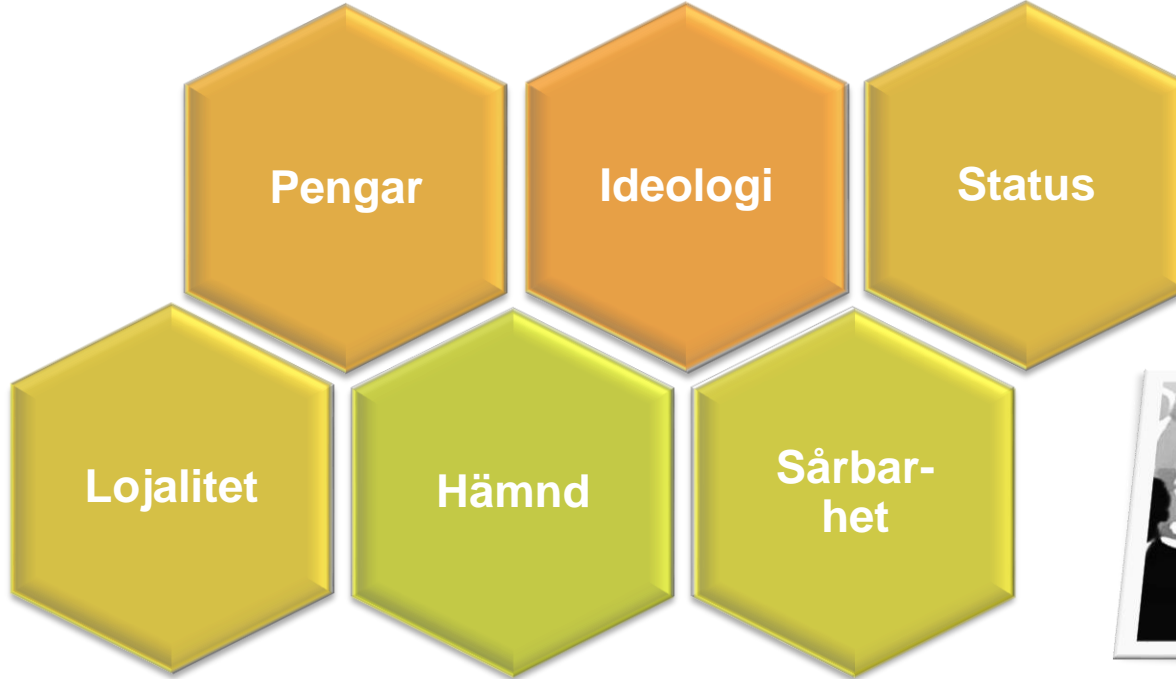 Pengar
Ideologi
Status
Lojalitet
Hämnd
Sårbar-
het